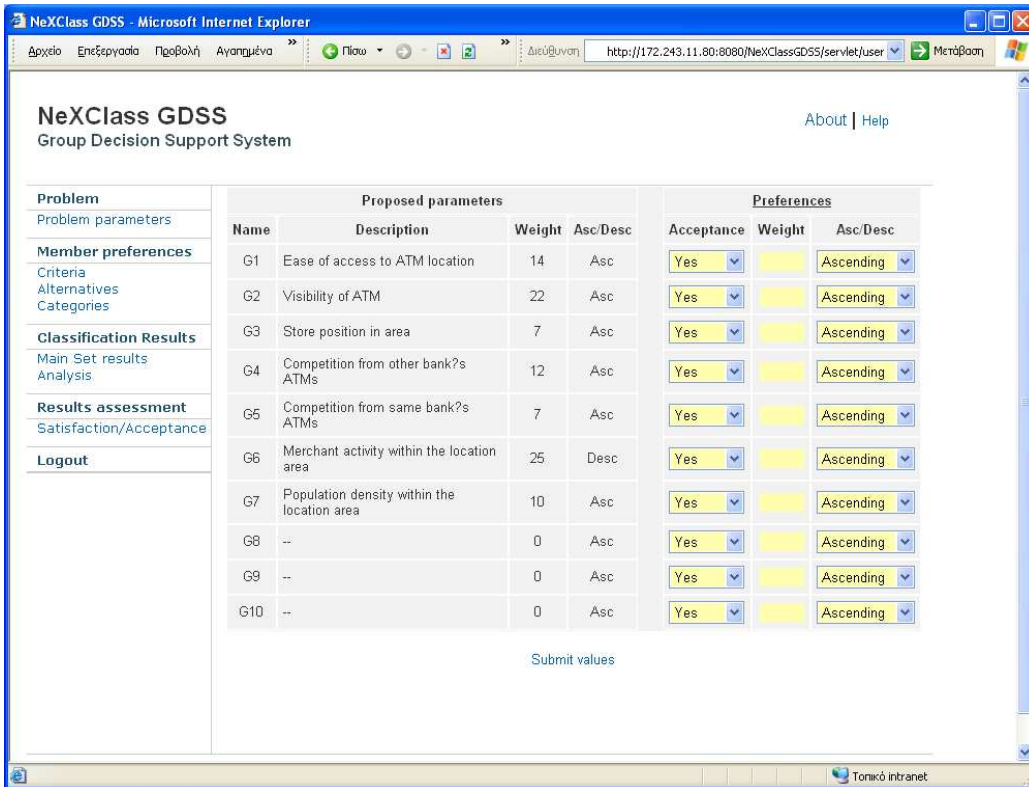 NeXClass GDSS - Microsoft Internet Explorer
Αρχείο Επεξεργασία Προβολή Αγαπημένα » Πίσω » Διεύθυνση http://172.243.11.80:8080/NeXClassGDSS/servlet/user Μετάβαση
NeXClass GDSS
Group Decision Support System
About | Help
Problem
Problem parameters
Member preferences
Criteria
Alternatives
Categories
Classification Results
Main Set results
Analysis
Results assessment
Satisfaction/Acceptance
Logout
Proposed parameters Preferences
Name Description Weight Asc/Desc Acceptance Weight Asc/Desc
G1 Ease of access to ATM location 14 Asc Yes Ascending
G2 Visibility of ATM 22 Asc Yes Ascending
G3 Store position in area 7 Asc Yes Ascending
G4 Competition from other bank?s ATMs 12 Asc Yes Ascending
G5 Competition from same bank?s ATMs 7 Asc Yes Ascending
G6 Merchant activity within the location area 25 Desc Yes Ascending
G7 Population density within the location area 10 Asc Yes Ascending
G8 -- 0 Asc Yes Ascending
G9 -- 0 Asc Yes Ascending
G10 -- 0 Asc Yes Ascending
Submit values
Τοπικό intranet